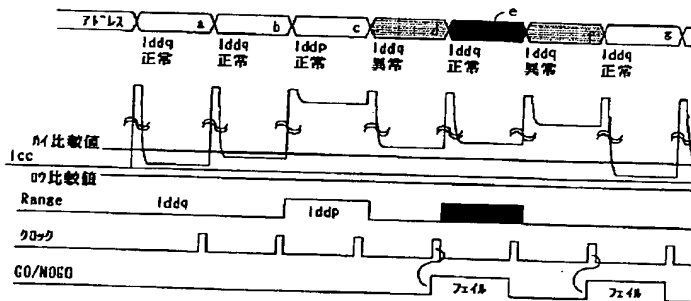 e
アドレス a b c d f g
Iddq Iddq Iddp Iddq Iddq Iddq Iddq
正常 正常 正常 異常 正常 異常 正常
ハイ比較値
Icc
ロウ比較値
Range Iddq Iddp
クロック
GO/NOGO フェイル フェイル